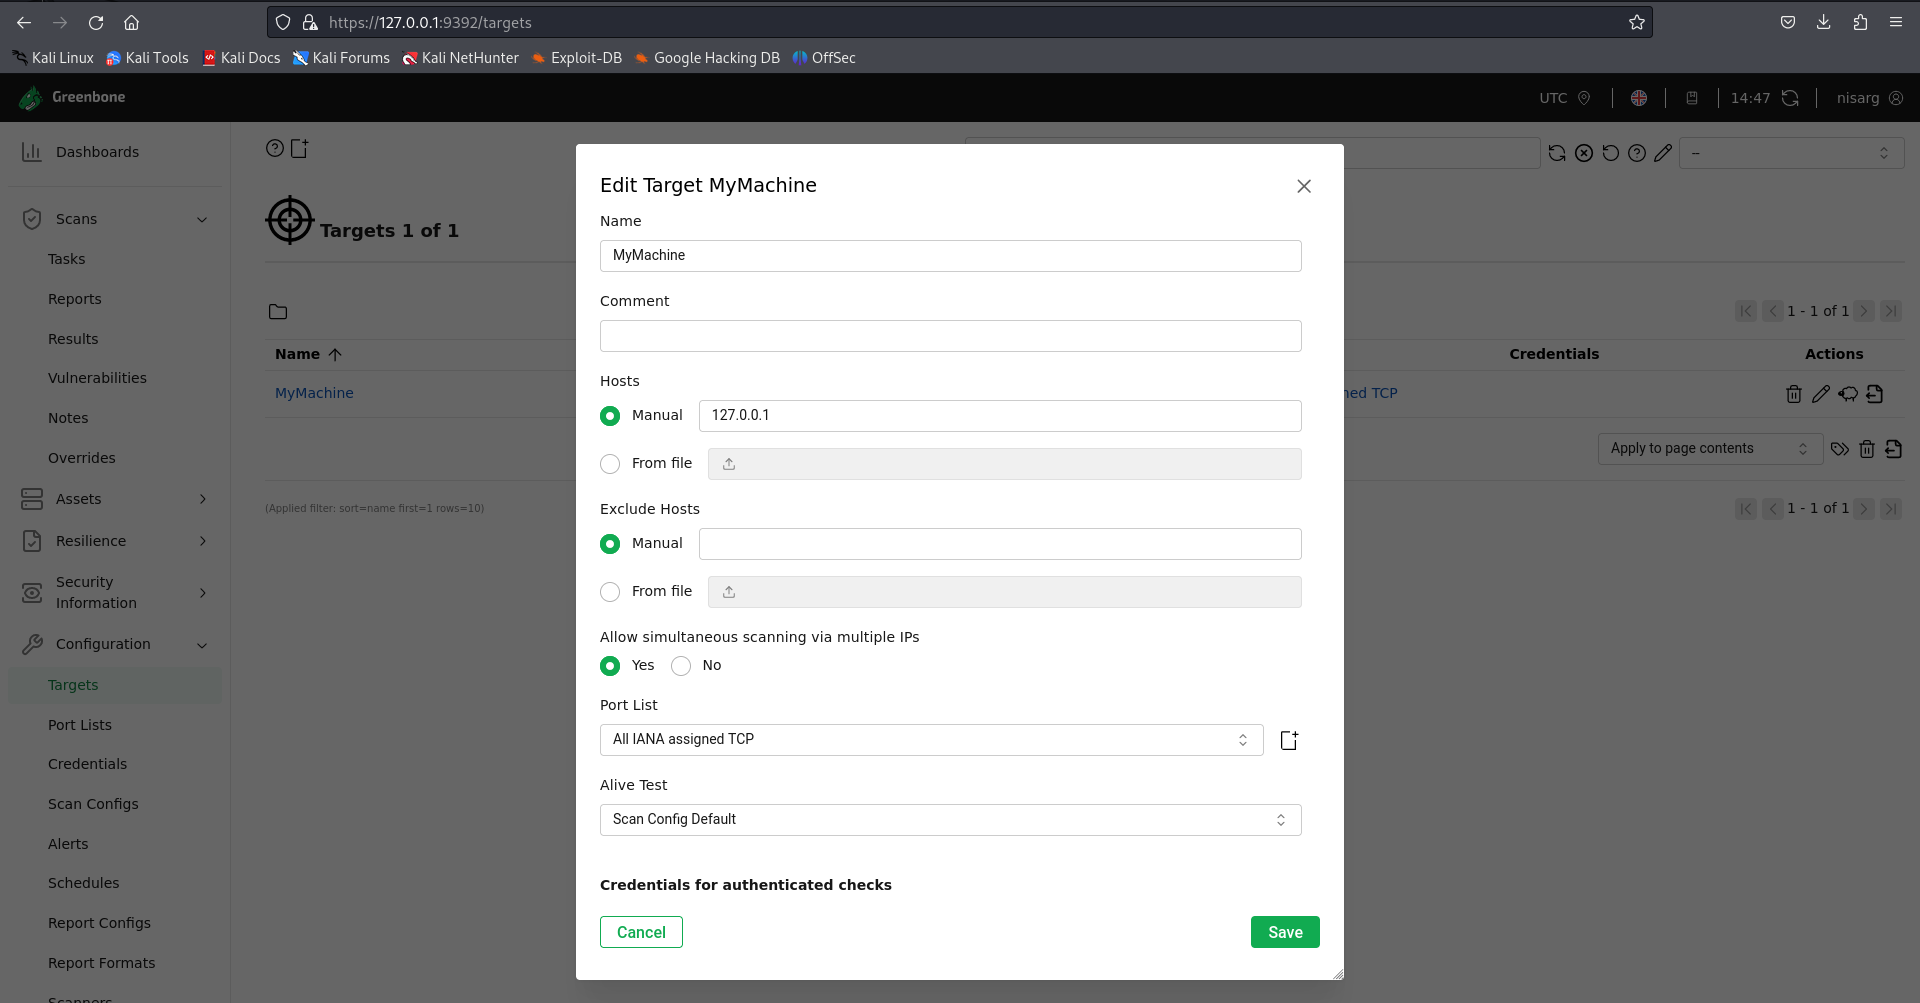 https://127.0.0.1:9392/targets
Kali Linux Kali Tools Kali Docs Kali Forums Kali NetHunter Exploit-DB Google Hacking DB OffSec
Greenbone UTC 14:47 nisarg
Dashboards
Scans
Tasks
Reports
Results
Vulnerabilities
Notes
Overrides
Assets
Resilience
Security
Information
Configuration
Targets
Port Lists
Credentials
Scan Configs
Alerts
Schedules
Report Configs
Report Formats
Scanners
--
Targets 1 of 1
1 - 1 of 1
Name Credentials Actions
MyMachine ned TCP
Apply to page contents
(Applied filter: sort=name first=1 rows=10) 1 - 1 of 1
Edit Target MyMachine
Name
MyMachine
Comment
Hosts
Manual 127.0.0.1
From file
Exclude Hosts
Manual
From file
Allow simultaneous scanning via multiple IPs
Yes No
Port List
All IANA assigned TCP
Alive Test
Scan Config Default
Credentials for authenticated checks
Cancel Save